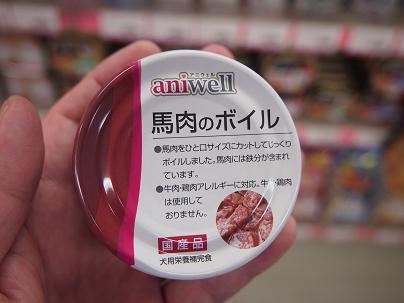 アニウェル
aniwell
馬肉のボイル
●馬肉をひと口サイズにカットしてじっくり
ボイルしました。馬肉には鉄分が含まれ
ています。
●牛肉・鶏肉アレルギーに対応。牛・鶏肉
は使用して
おりません。
国産品
犬用栄養補完食